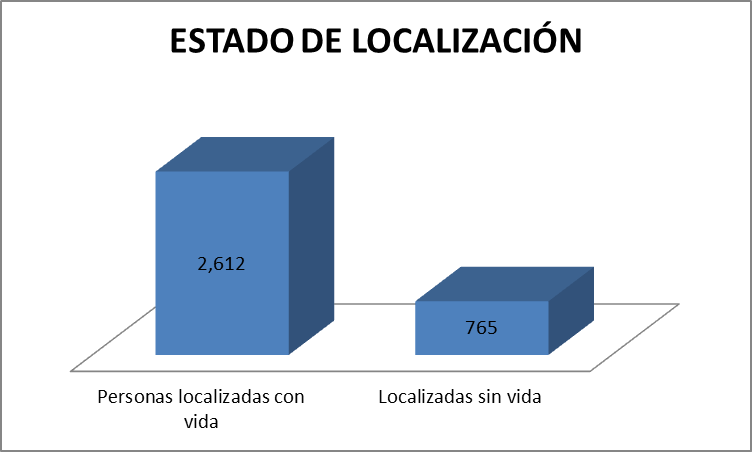 ESTADO DE LOCALIZACIÓN
2,612
765
Personas localizadas con
vida
Localizadas sin vida